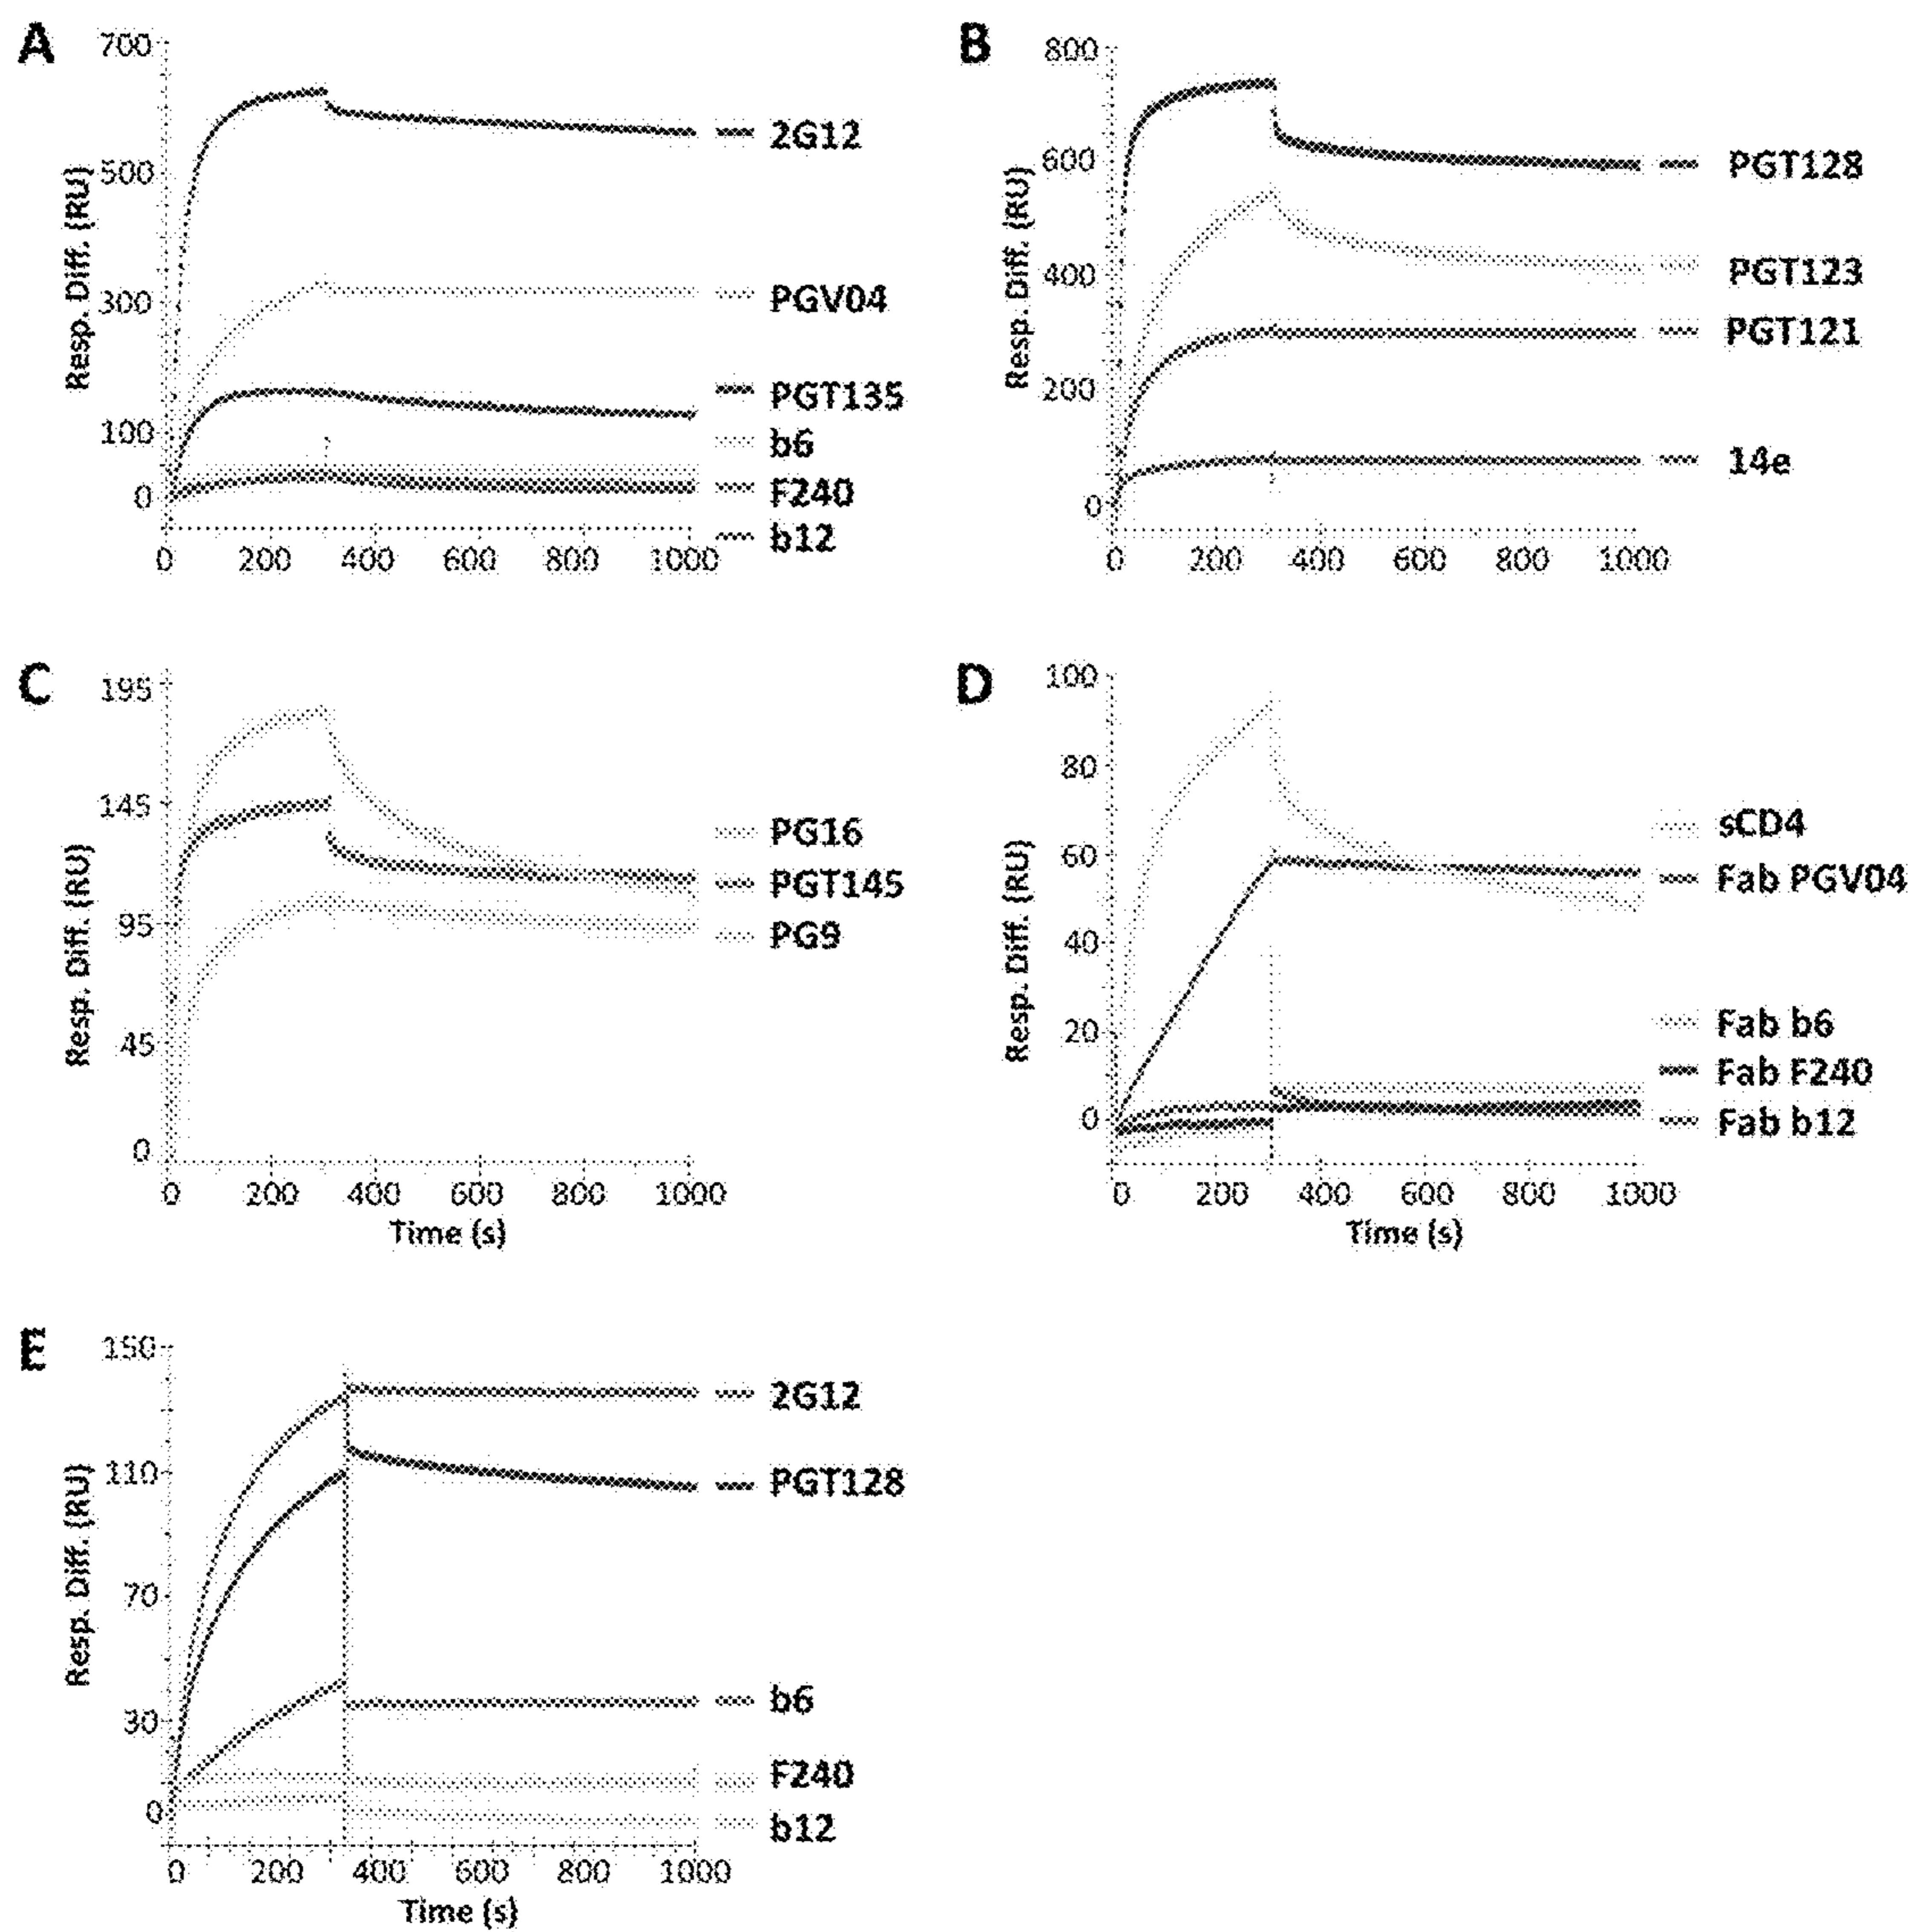 A
700
500
300
100
0
Resp. Diff. (RU)
0 200 400 600 800 1000
2G12
PGV04
PGT135
b6
F240
b12
B
800
600
400
200
0
Resp. Diff. (RU)
0 200 400 600 800 1000
PGT128
PGT123
PGT121
14e
C
195
145
95
45
0
Resp. Diff. (RU)
0 200 400 600 800 1000
Time (s)
PG16
PGT145
PG9
D
100
80
60
40
20
0
Resp. Diff. (RU)
0 200 400 600 800 1000
Time (s)
sCD4
Fab PGV04
Fab b6
Fab F240
Fab b12
E
150
110
70
30
0
Resp. Diff. (RU)
0 200 400 600 800 1000
Time (s)
2G12
PGT128
b6
F240
b12